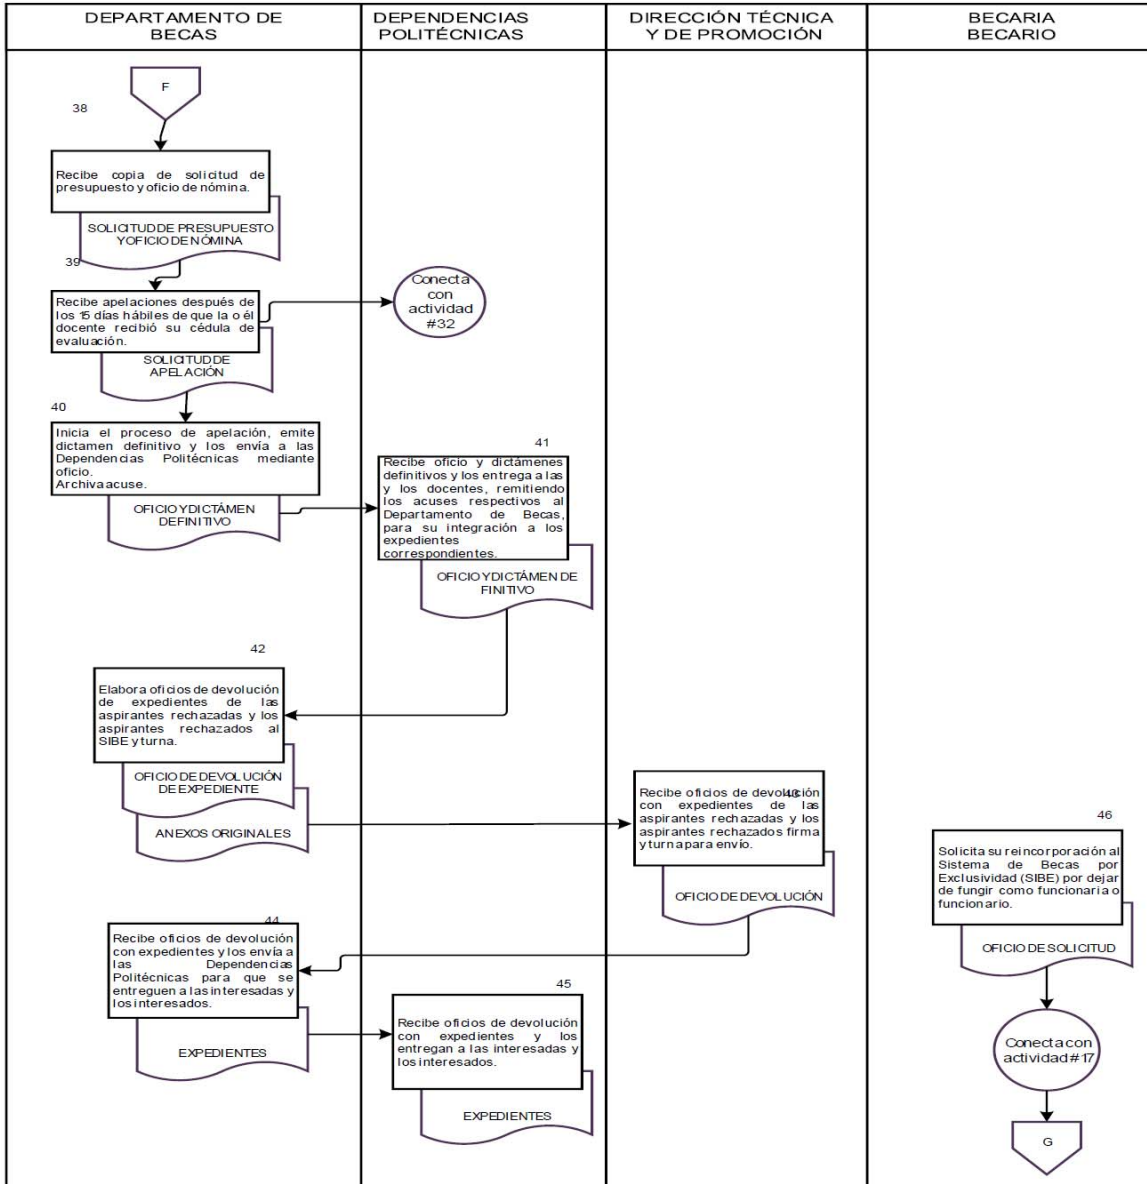 DEPARTAMENTO DE
BECAS
DEPENDENCIAS
POLITÉCNICAS
DIRECCIÓN TÉCNICA
Y DE PROMOCIÓN
BECARIA
BECARIO
F
38
Recibe copia de solicitud de
presupuesto y oficio de nómina.
SOLICITUD DE PRESUPUESTO
Y OFICIO DE NÓMINA
39
Recibe apelaciones después de
los 15 días hábiles de que la o él
docente recibió su cédula de
evaluación.
SOLICITUD DE
APELACIÓN
Conecta
con
actividad
#32
40
Inicia el proceso de apelación, emite
dictamen definitivo y los envía a las
Dependencias Politécnicas mediante
oficio.
Archiva acuse.
OFICIO Y DICTÁMEN
DEFINITIVO
41
Recibe oficio y dictámenes
definitivos y los entrega a las
y los docentes, remitiendo
los acuses respectivos al
Departamento de Becas,
para su integración a los
expedientes
correspondientes.
OFICIO Y DICTÁMEN DE
FINITIVO
42
Elabora oficios de devolución
de expedientes de las
aspirantes rechazadas y los
aspirantes rechazados al
SIBE y turna.
OFICIO DE DEVOLUCIÓN
DE EXPEDIENTE
ANEXOS ORIGINALES
43
Recibe oficios de devolución
con expedientes de las
aspirantes rechazadas y los
aspirantes rechazados firma
y turna para envío.
OFICIO DE DEVOLUCIÓN
44
Recibe oficios de devolución
con expedientes y los envía a
las Dependencias
Politécnicas para que se
entreguen a las interesadas y
los interesados.
EXPEDIENTES
45
Recibe oficios de devolución
con expedientes y los
entregan a las interesadas y
los interesados.
EXPEDIENTES
46
Solicita su reincorporación al
Sistema de Becas por
Exclusividad (SIBE) por dejar
de fungir como funcionaria o
funcionario.
OFICIO DE SOLICITUD
Conecta con
actividad #17
G